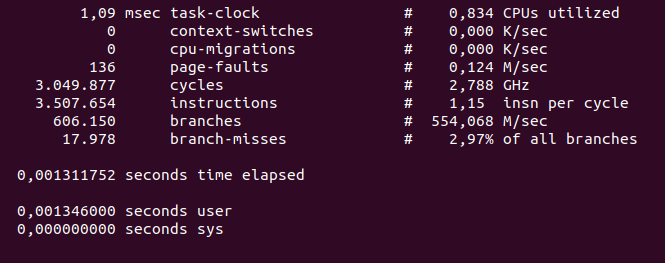 1,09 msec task-clock # 0,834 CPUs utilized
0 context-switches # 0,000 K/sec
0 cpu-migrations # 0,000 K/sec
136 page-faults # 0,124 M/sec
3.049.877 cycles # 2,788 GHz
3.507.654 instructions # 1,15 insn per cycle
606.150 branches # 554,068 M/sec
17.978 branch-misses # 2,97% of all branches
0,001311752 seconds time elapsed
0,001346000 seconds user
0,000000000 seconds sys